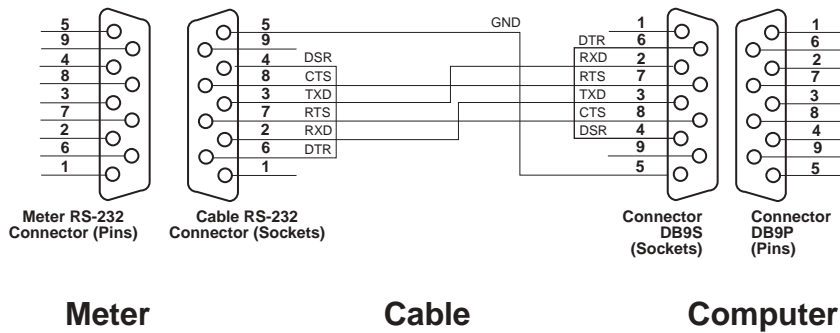 5
9
4
8
3
7
2
6
1
Meter RS-232
Connector (Pins)
5
9
4 DSR
8 CTS
3 TXD
7 RTS
2 RXD
6 DTR
1
Cable RS-232
Connector (Sockets)
GND
1
DTR 6
RXD 2
RTS 7
TXD 3
CTS 8
DSR 4
9
5
Connector
DB9S
(Sockets)
1
6
2
7
3
8
4
9
5
Connector
DB9P
(Pins)
Meter
Cable
Computer